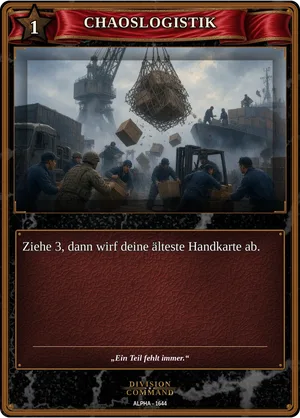 1
CHAOSLOGISTIK
Ziehe 3, dann wirf deine älteste Handkarte ab.
„Ein Teil fehlt immer.“
DIVISION
COMMAND
ALPHA - 1644